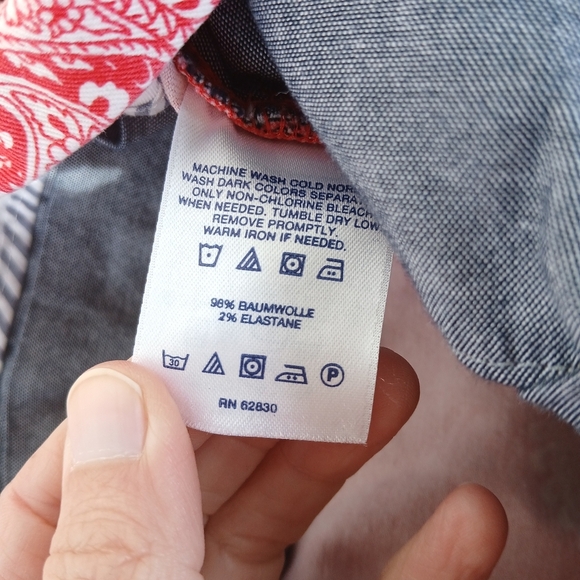 MACHINE WASH COLD
WASH DARK COLORS
ONLY NON-CHLORINE BLEACH
WHEN NEEDED. TUMBLE DRY LOW
REMOVE PROMPTLY.
WARM IRON IF NEEDED.
98% BAUMWOLLE
2% ELASTANE
30
P
RN 62830